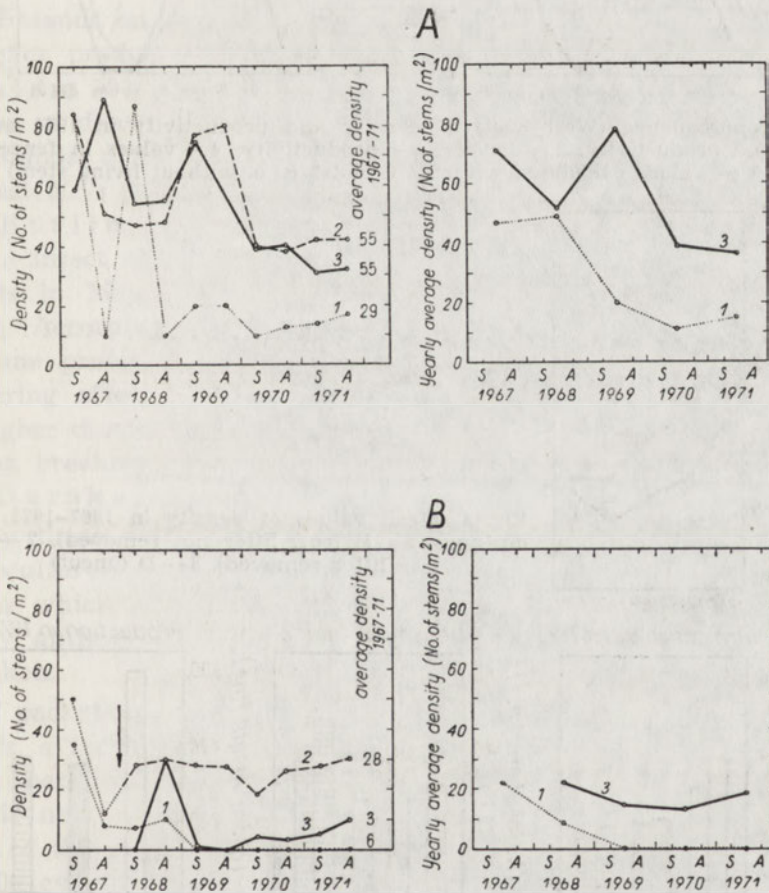 A
Density (No. of stems/m²)
100
80
60
40
20
0
2
3
1
average density
1967-71
55
55
29
S A S A S A S A S A
1967 1968 1969 1970 1971
Yearly average density (No. of stems/m²)
100
80
60
40
20
0
3
1
S A S A S A S A S A
1967 1968 1969 1970 1971
B
Density (No. of stems/m²)
100
80
60
40
20
0
1
2
3
average density
1967-71
28
3
6
S A S A S A S A S A
1967 1968 1969 1970 1971
Yearly average density (No. of stems/m²)
100
80
60
40
20
0
1
3
S A S A S A S A S A
1967 1968 1969 1970 1971